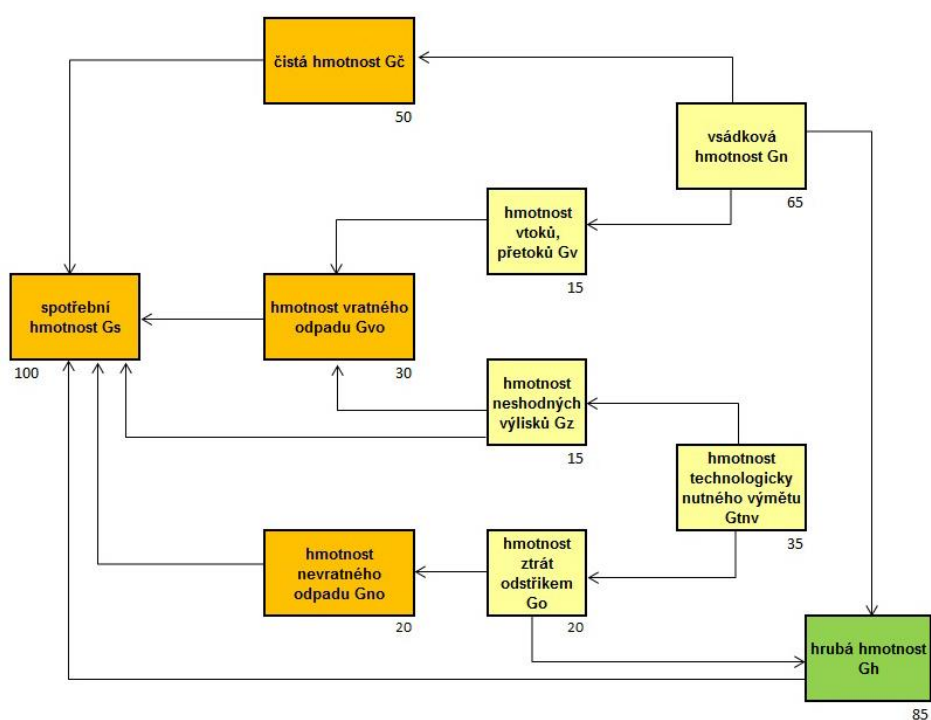 čistá hmotnost Gč
50
vsádková
hmotnost Gn
65
hmotnost
vtoků,
přetoků Gv
15
spotřební
hmotnost Gs
100
hmotnost vratného
odpadu Gvo
30
hmotnost
neshodných
výlisků Gz
15
hmotnost
technologicky
nutného výmětu
Gtnv
35
hmotnost
nevratného
odpadu Gno
20
hmotnost
ztrát
odstřikem
Go
20
hrubá hmotnost
Gh
85